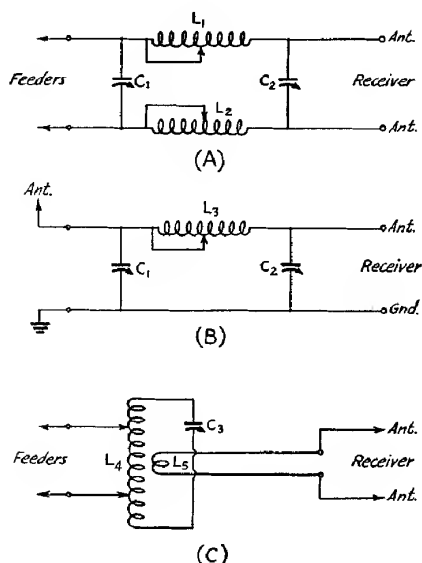 L₁
Ant.
Feeders
C₁
C₂
Receiver
L₂
Ant.
(A)
Ant.
L₃
Ant.
C₁
C₂
Receiver
Gnd.
(B)
C₃
Ant.
Feeders
L₄
L₅
Receiver
Ant.
(C)